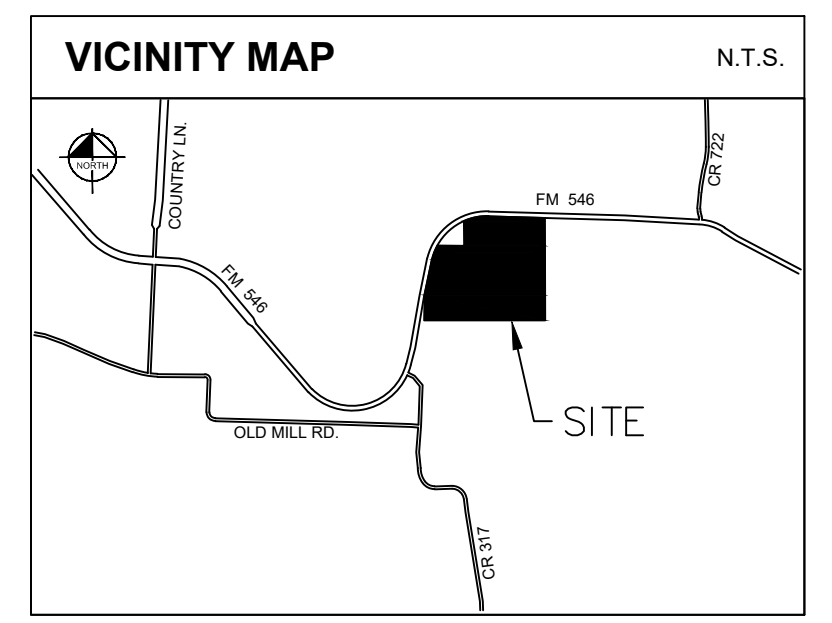 VICINITY MAP
N.T.S.
NORTH
COUNTRY LN.
CR 722
FM 546
FM 546
SITE
OLD MILL RD.
CR 317